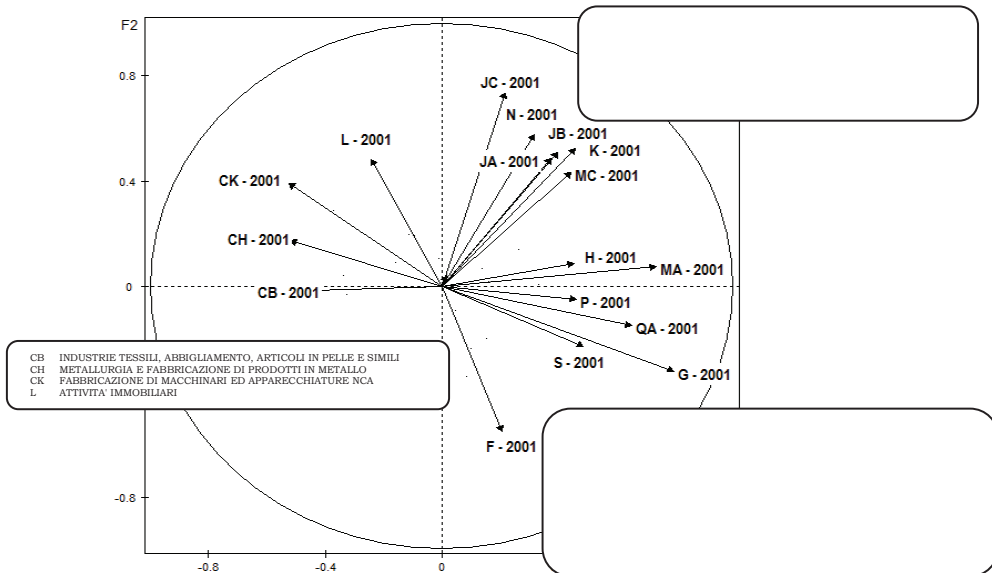 F2
0.8
JC - 2001
N - 2001
JB - 2001
L - 2001
K - 2001
JA - 2001
MC - 2001
0.4
CK - 2001
CH - 2001
H - 2001
MA - 2001
0
CB - 2001
P - 2001
QA - 2001
S - 2001
G - 2001
CB INDUSTRIE TESSILI, ABBIGLIAMENTO, ARTICOLI IN PELLE E SIMILI
CH METALLURGIA E FABBRICAZIONE DI PRODOTTI IN METALLO
CK FABBRICAZIONE DI MACCHINARI ED APPARECCHIATURE NCA
L ATTIVITA' IMMOBILIARI
F - 2001
-0.8
-0.8 -0.4 0